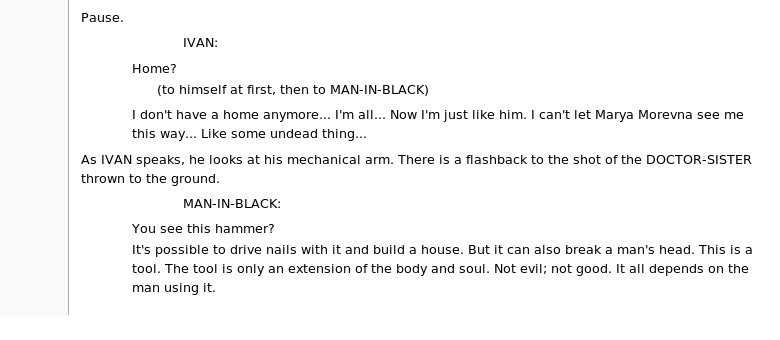 Pause.
IVAN:
Home?
(to himself at first, then to MAN-IN-BLACK)
I don't have a home anymore... I'm all... Now I'm just like him. I can't let Marya Morevna see me
this way... Like some undead thing...
As IVAN speaks, he looks at his mechanical arm. There is a flashback to the shot of the DOCTOR-SISTER
thrown to the ground.
MAN-IN-BLACK:
You see this hammer?
It's possible to drive nails with it and build a house. But it can also break a man's head. This is a
tool. The tool is only an extension of the body and soul. Not evil; not good. It all depends on the
man using it.